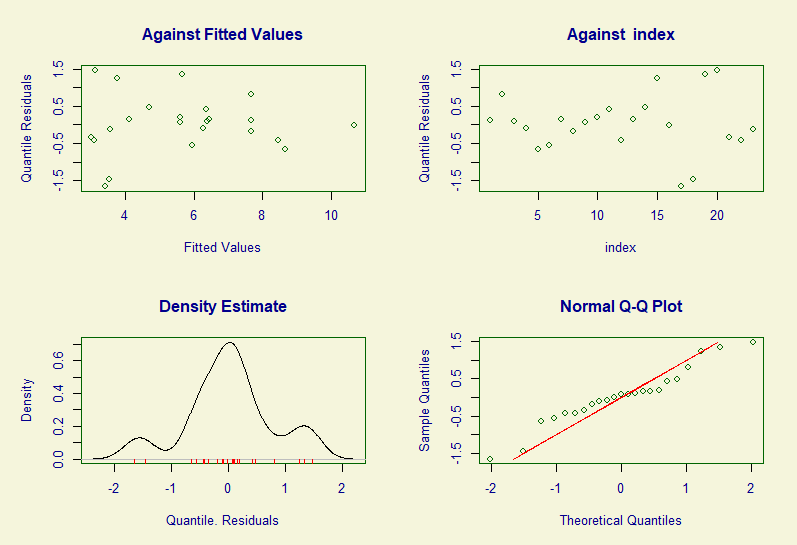 Against Fitted Values
Quantile Residuals
1.5
0.5
-0.5
-1.5
4 6 8 10
Fitted Values
Against index
Quantile Residuals
1.5
0.5
-0.5
-1.5
5 10 15 20
index
Density Estimate
Density
0.6
0.4
0.2
0.0
-2 -1 0 1 2
Quantile. Residuals
Normal Q-Q Plot
Sample Quantiles
1.5
0.5
-0.5
-1.5
-2 -1 0 1 2
Theoretical Quantiles